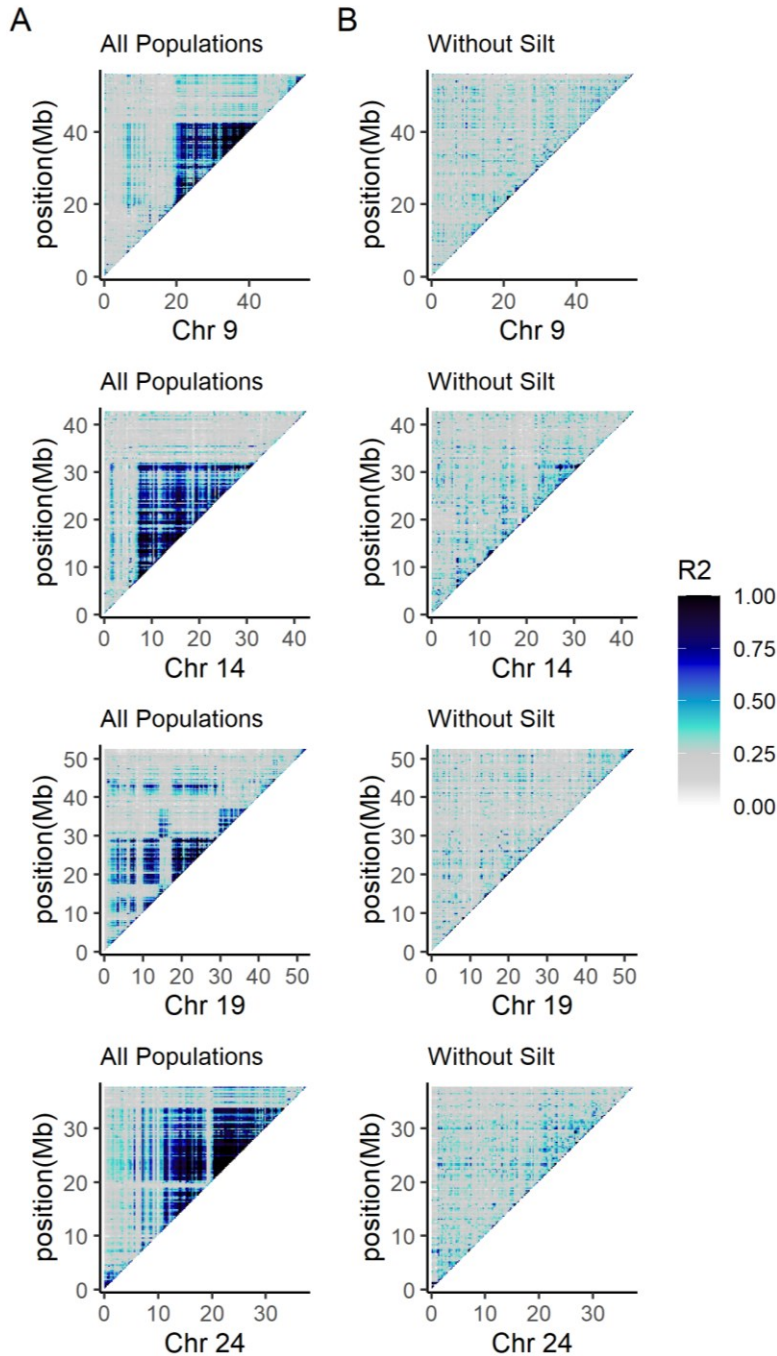 A
B
All Populations
Without Silt
position(Mb)
40
20
0
0 20 40
Chr 9
position(Mb)
40
20
0
0 20 40
Chr 9
All Populations
Without Silt
position(Mb)
40
30
20
10
0
0 10 20 30 40
Chr 14
position(Mb)
40
30
20
10
0
0 10 20 30 40
Chr 14
R2
1.00
0.75
0.50
0.25
0.00
All Populations
Without Silt
position(Mb)
50
40
30
20
10
0
0 10 20 30 40 50
Chr 19
position(Mb)
50
40
30
20
10
0
0 10 20 30 40 50
Chr 19
All Populations
Without Silt
position(Mb)
30
20
10
0
0 10 20 30
Chr 24
position(Mb)
30
20
10
0
0 10 20 30
Chr 24